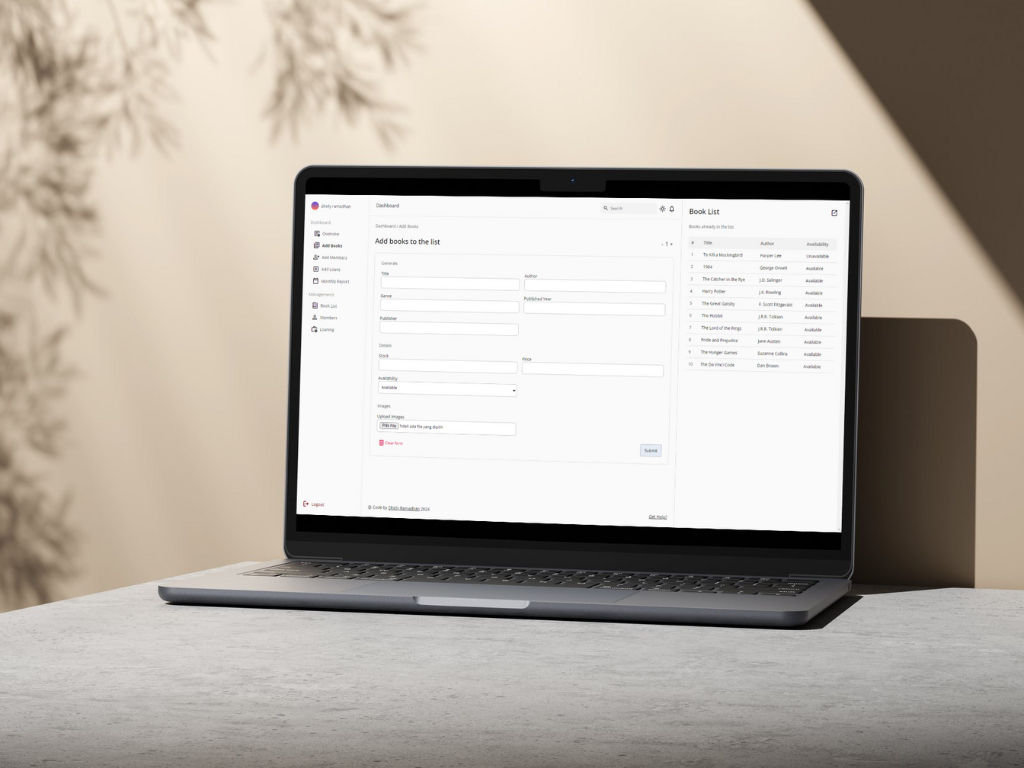 shidy ramadhan
Dashboard
Overview
Add Books
Add Members
Add Loans
Monthly Report
Management
Book List
Members
Loaning
Logout
Dashboard
Search
Dashboard / Add Books
Add books to the list
Generals
Title
Author
Genre
Published Year
Publisher
Details
Stock
Price
Availability
Available
Images
Upload Images
Pilih File Tidak ada file yang dipilih
Clear form
Submit
© Code by Shidy Ramadhan 2024
Get Help?
Book List
Books already in the list
# Title Author Availability
1 To Kila Mockingbird Harper Lee Unavailable
2 1984 George Orwell Available
3 The Catcher in the Rye J.D. Salinger Available
4 Harry Potter J.K. Rowling Available
5 The Great Gatsby F. Scott Fitzgerald Available
6 The Hobbit J.R.R. Tolkien Available
7 The Lord of the Rings J.R.R. Tolkien Available
8 Pride and Prejudice Jane Austen Available
9 The Hunger Games Suzanne Collins Available
10 The Da Vinci Code Dan Brown Available